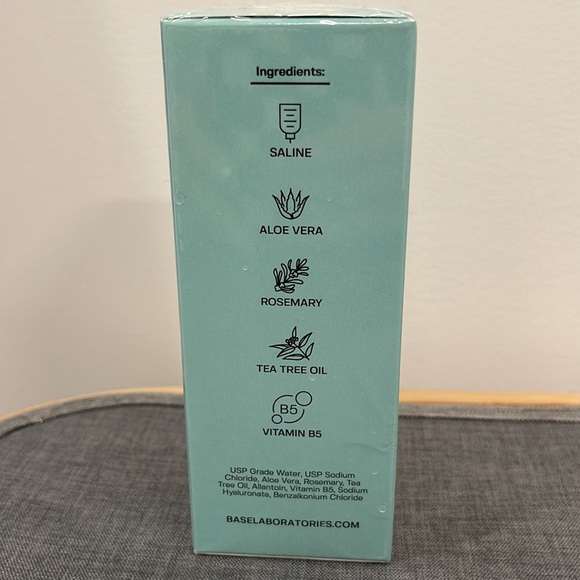 Ingredients:
SALINE
ALOE VERA
ROSEMARY
TEA TREE OIL
B5
VITAMIN B5
USP Grade Water, USP Sodium
Chloride, Aloe Vera, Rosemary, Tea
Tree Oil, Allantoin, Vitamin B5, Sodium
Hyaluronate, Benzalkonium Chloride
BASELABORATORIES.COM